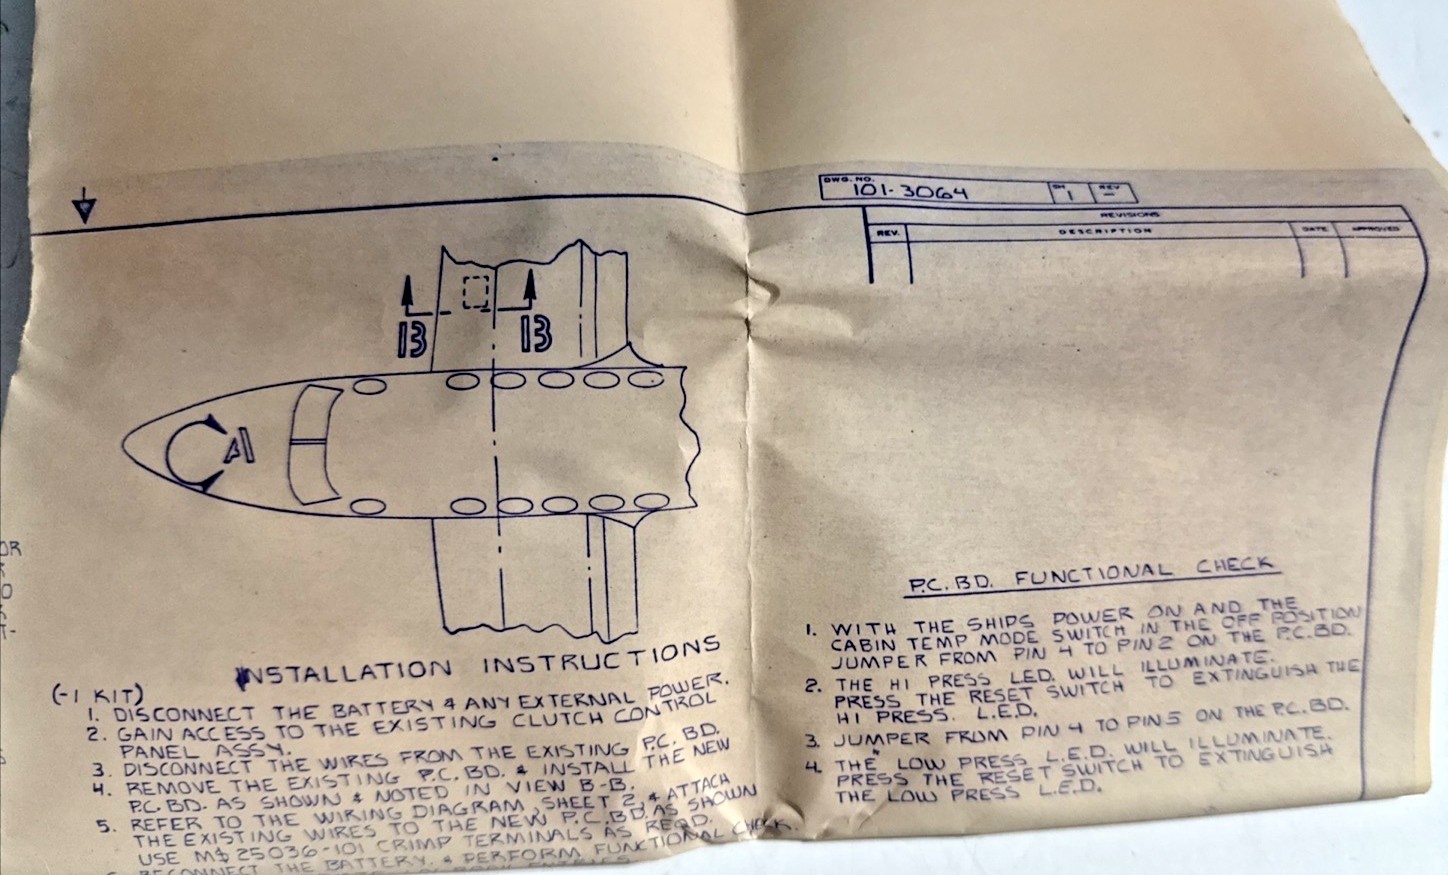 DWG. NO.
101-3064
SH
1
REV
-
REVISIONS
REV.
DESCRIPTION
DATE
APPROVED
B
B
A
INSTALLATION INSTRUCTIONS
(-1 KIT)
1. DISCONNECT THE BATTERY & ANY EXTERNAL POWER.
2. GAIN ACCESS TO THE EXISTING CLUTCH CONTROL
PANEL ASSY.
3. DISCONNECT THE WIRES FROM THE EXISTING P.C. BD.
4. REMOVE THE EXISTING P.C. BD. & INSTALL THE NEW
P.C. BD. AS SHOWN & NOTED IN VIEW B-B.
5. REFER TO THE WIRING DIAGRAM, SHEET 2, & ATTACH
THE EXISTING WIRES TO THE NEW P.C. BD. AS SHOWN
USE MS25036-101 CRIMP TERMINALS AS REQD.
RECONNECT THE BATTERY, & PERFORM FUNCTIONAL CHECK.
P.C. BD. FUNCTIONAL CHECK
1. WITH THE SHIPS POWER ON AND THE
CABIN TEMP MODE SWITCH IN THE OFF POSITION
JUMPER FROM PIN 4 TO PIN 2 ON THE P.C. BD.
2. THE HI PRESS LED. WILL ILLUMINATE.
PRESS THE RESET SWITCH TO EXTINGUISH THE
HI PRESS. L.E.D.
3. JUMPER FROM PIN 4 TO PIN 5 ON THE P.C. BD.
4. THE LOW PRESS L.E.D. WILL ILLUMINATE.
PRESS THE RESET SWITCH TO EXTINGUISH
THE LOW PRESS L.E.D.